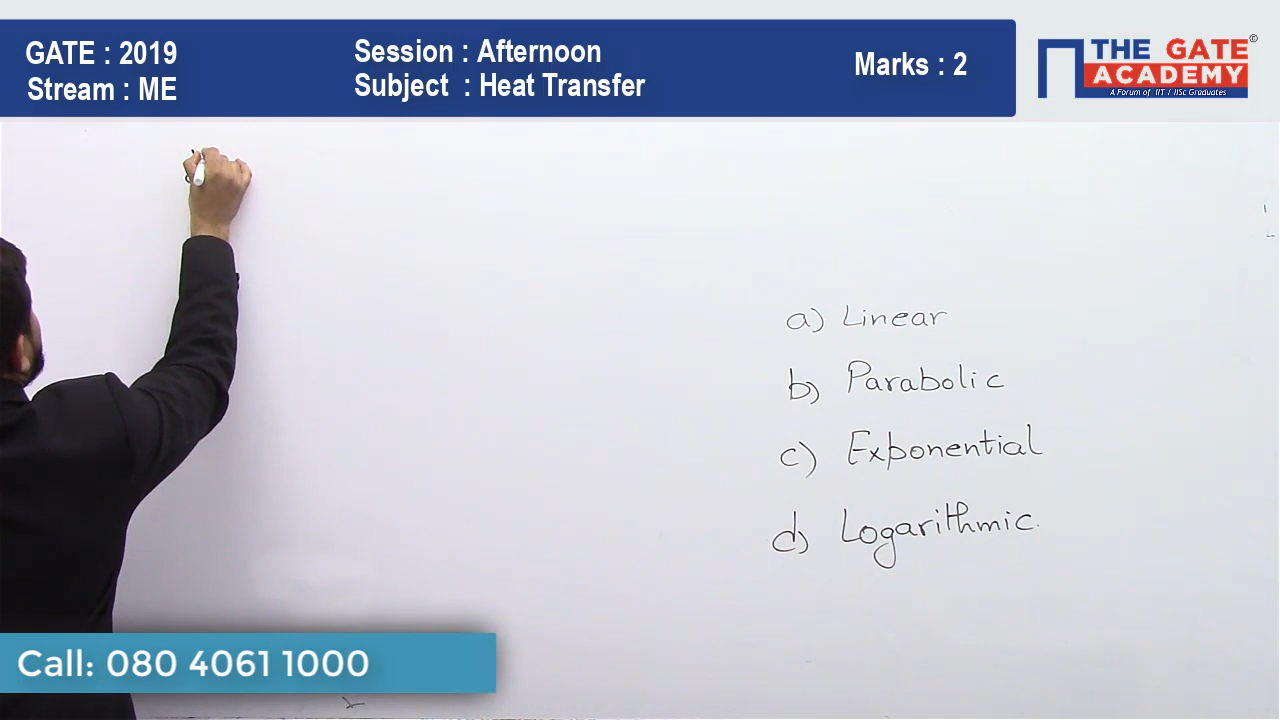 GATE : 2019
Stream : ME
Session : Afternoon
Subject : Heat Transfer
Marks : 2
THE GATE
ACADEMY
A Forum of IIT / IISc Graduates
©
a) Linear
b) Parabolic
c) Exponential
d) Logarithmic.
Call: 080 4061 1000